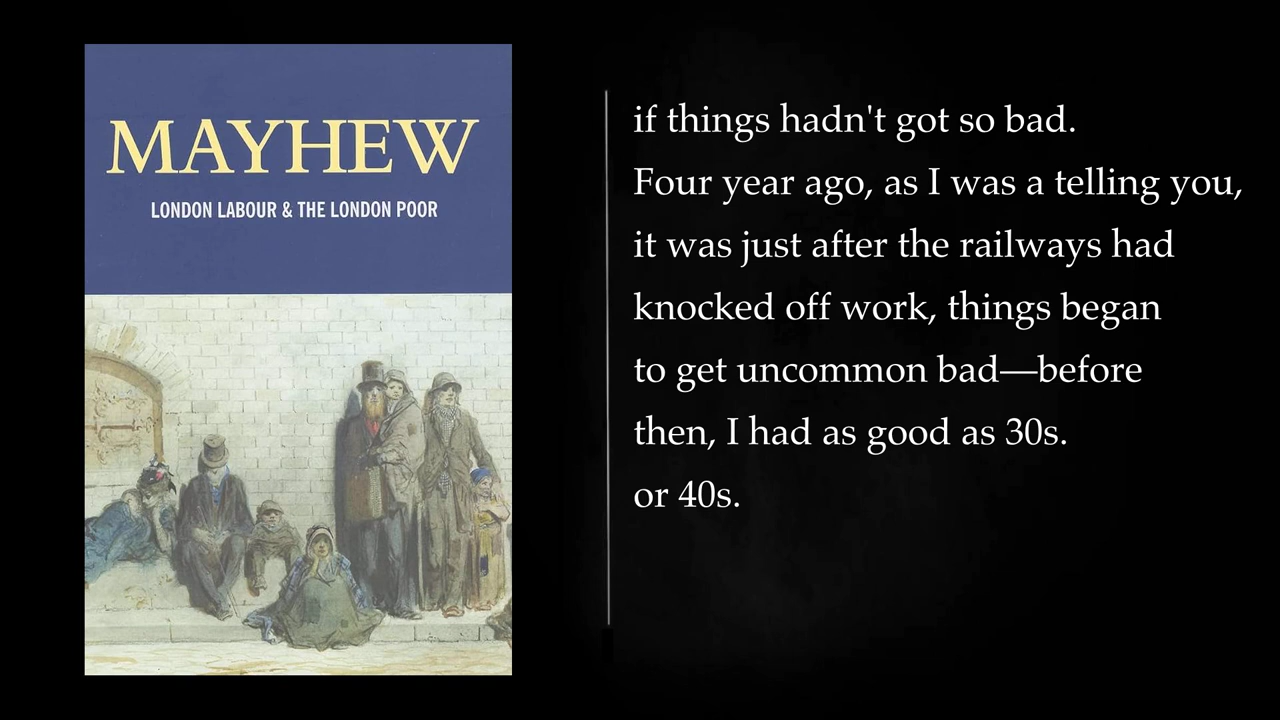 MAYHEW
LONDON LABOUR & THE LONDON POOR
if things hadn't got so bad.
Four year ago, as I was a telling you,
it was just after the railways had
knocked off work, things began
to get uncommon bad—before
then, I had as good as 30s.
or 40s.